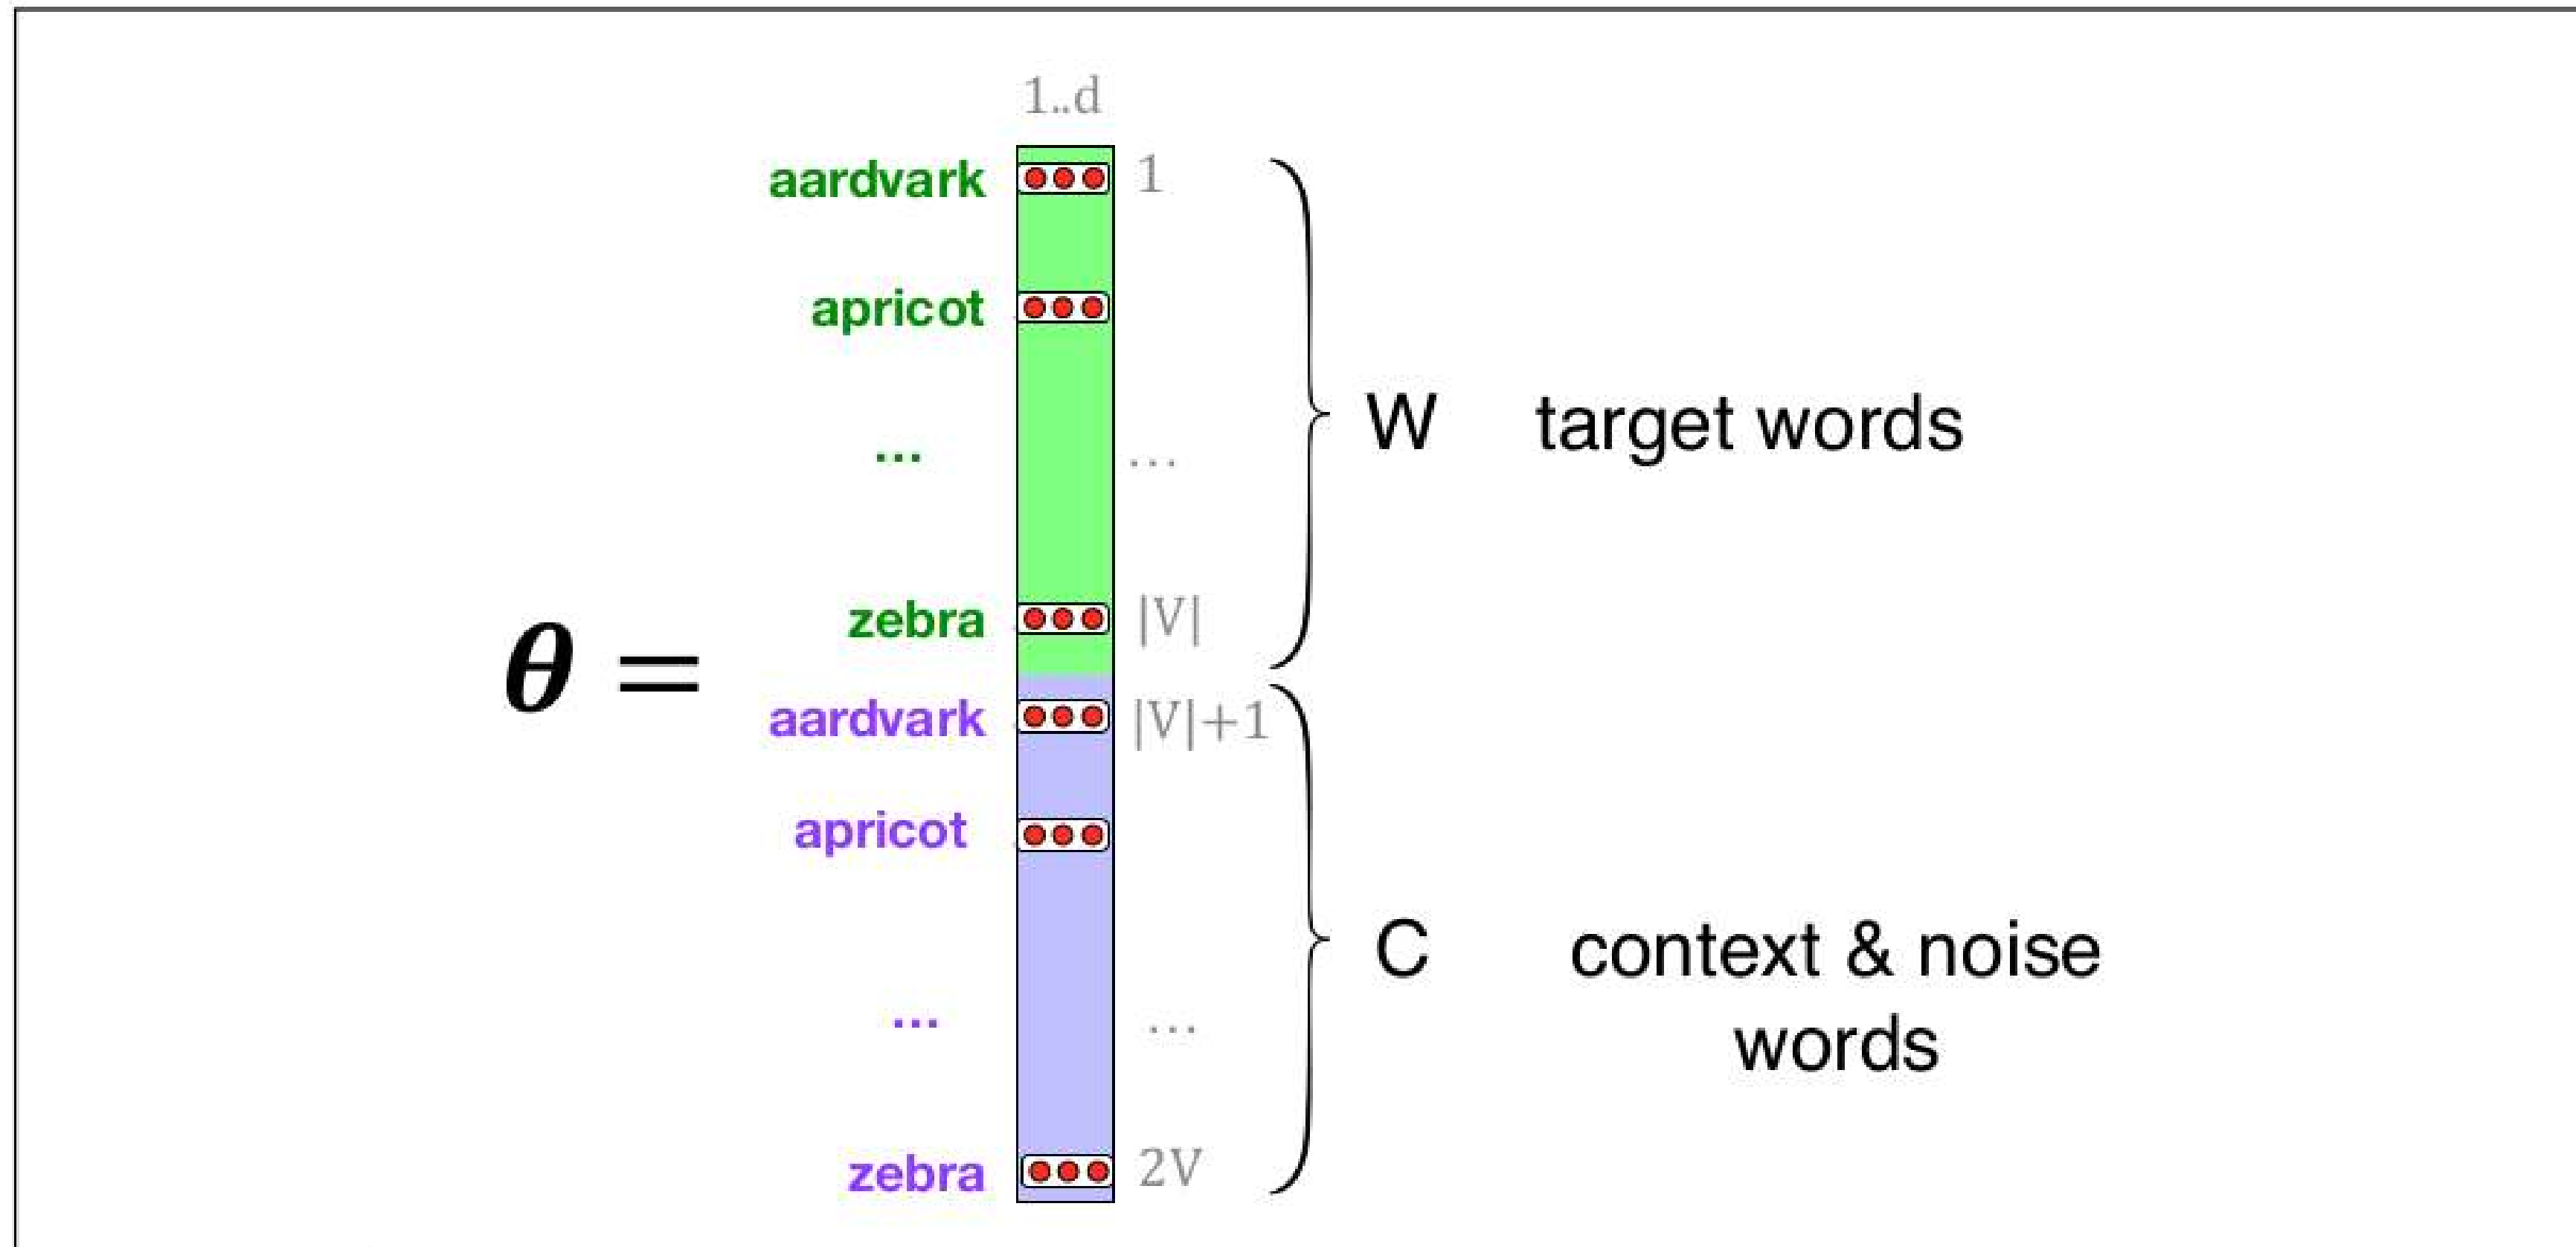 1..d
aardvark 1
apricot
... ...
W target words
zebra |V|
θ =
aardvark |V|+1
apricot
C context & noise
words
... ...
zebra 2V